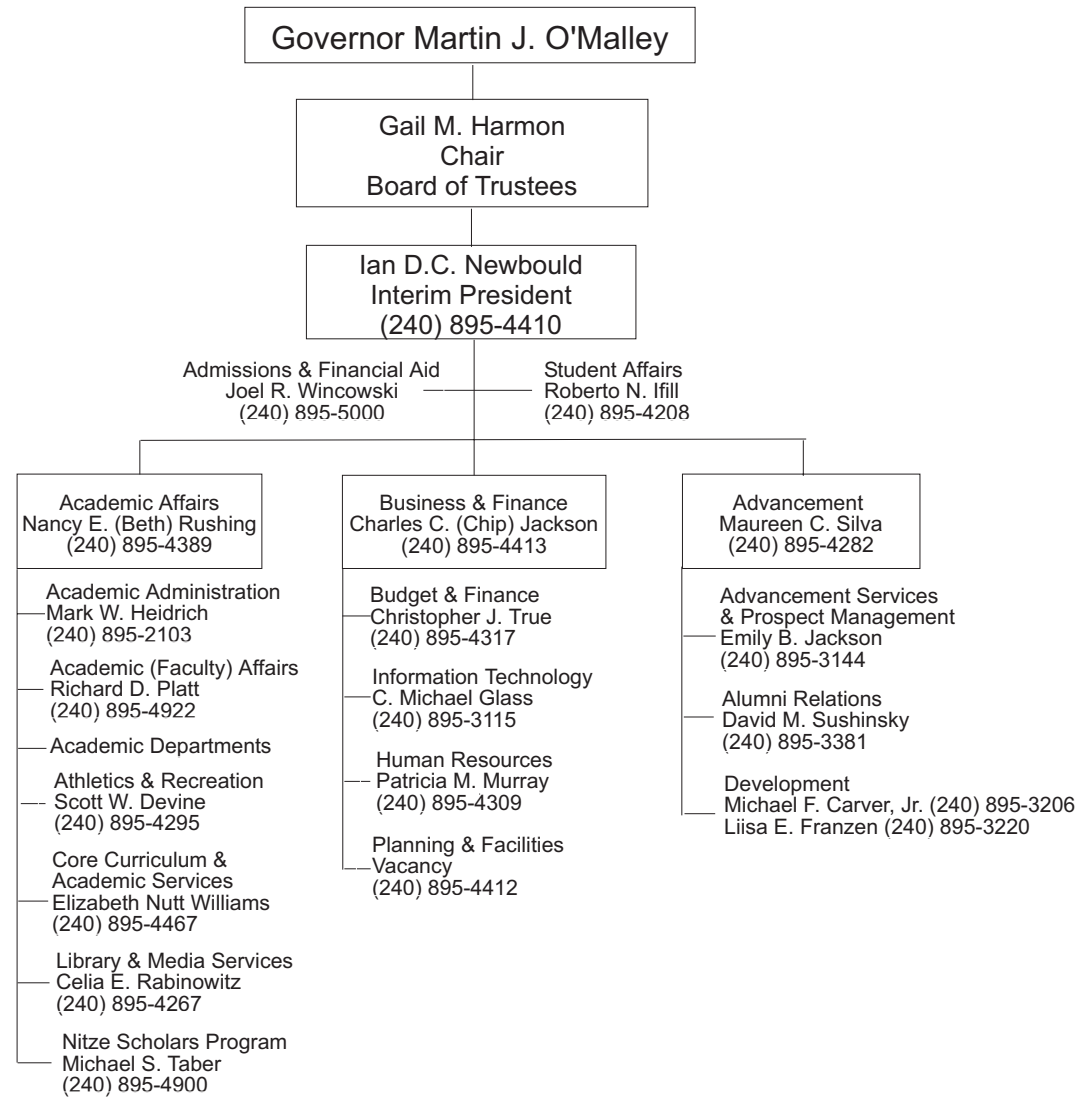 Governor Martin J. O'Malley
Gail M. Harmon
Chair
Board of Trustees
Ian D.C. Newbould
Interim President
(240) 895-4410
Admissions & Financial Aid
Joel R. Wincowski
(240) 895-5000
Student Affairs
Roberto N. Ifill
(240) 895-4208
Academic Affairs
Nancy E. (Beth) Rushing
(240) 895-4389
Academic Administration
Mark W. Heidrich
(240) 895-2103
Academic (Faculty) Affairs
Richard D. Platt
(240) 895-4922
Academic Departments
Athletics & Recreation
Scott W. Devine
(240) 895-4295
Core Curriculum &
Academic Services
Elizabeth Nutt Williams
(240) 895-4467
Library & Media Services
Celia E. Rabinowitz
(240) 895-4267
Nitze Scholars Program
Michael S. Taber
(240) 895-4900
Business & Finance
Charles C. (Chip) Jackson
(240) 895-4413
Budget & Finance
Christopher J. True
(240) 895-4317
Information Technology
C. Michael Glass
(240) 895-3115
Human Resources
Patricia M. Murray
(240) 895-4309
Planning & Facilities
Vacancy
(240) 895-4412
Advancement
Maureen C. Silva
(240) 895-4282
Advancement Services
& Prospect Management
Emily B. Jackson
(240) 895-3144
Alumni Relations
David M. Sushinsky
(240) 895-3381
Development
Michael F. Carver, Jr. (240) 895-3206
Liisa E. Franzen (240) 895-3220